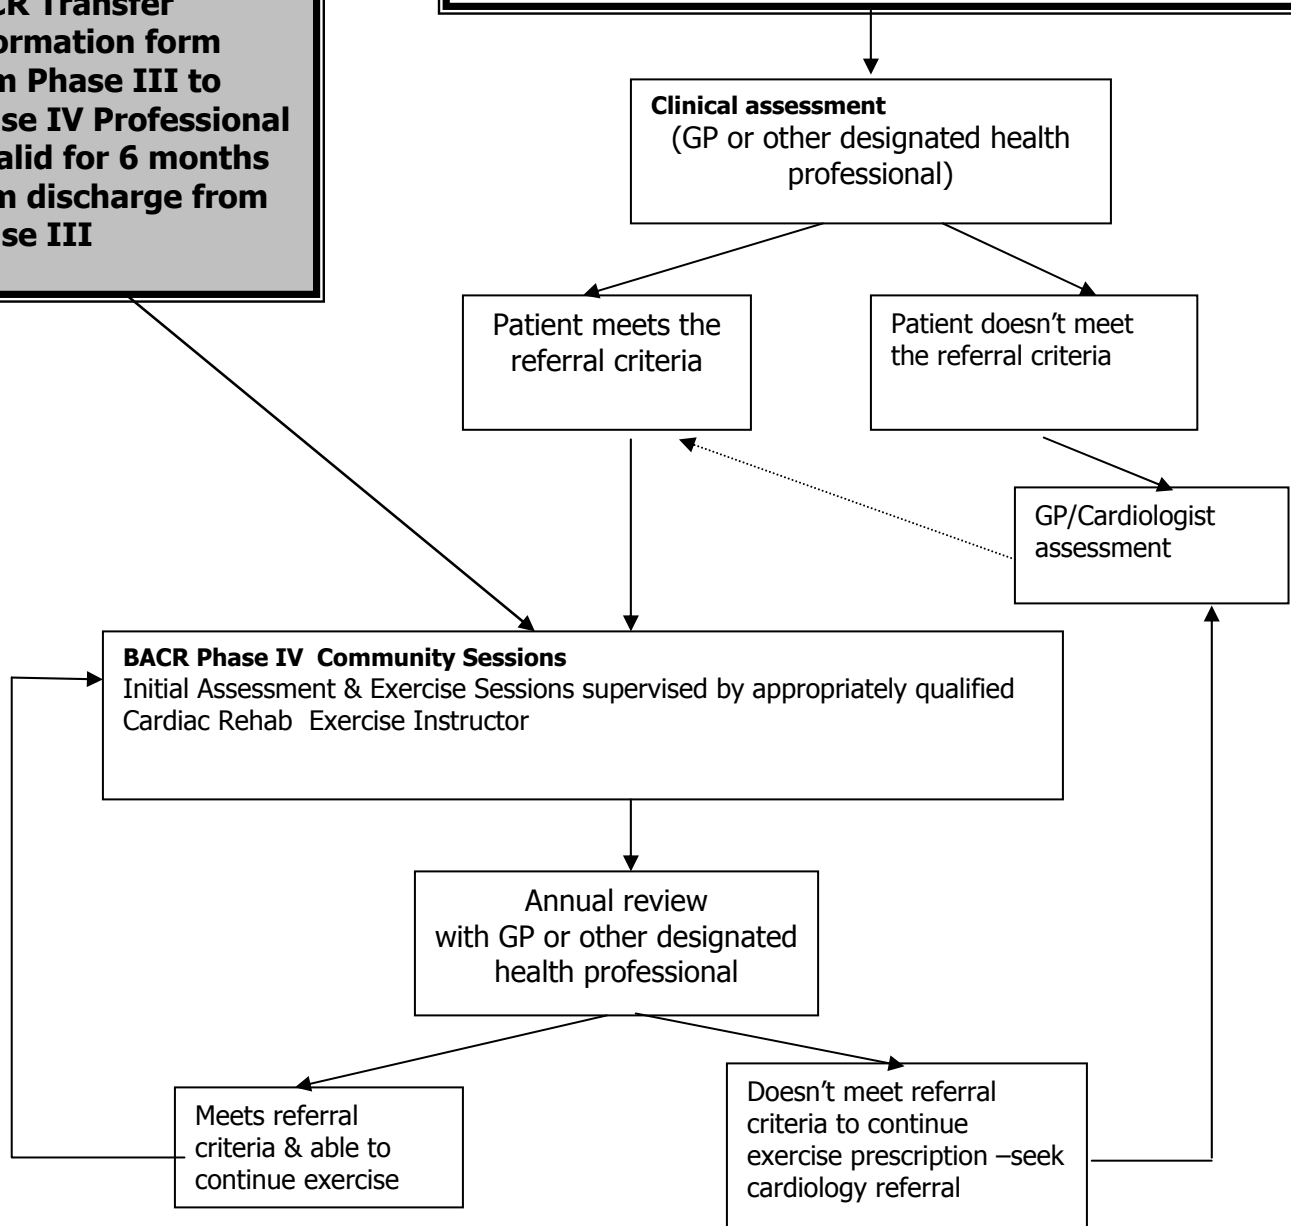 CR Transfer
ormation form
m Phase III to
se IV Professional
alid for 6 months
m discharge from
se III
Clinical assessment
(GP or other designated health
professional)
Patient meets the
referral criteria
Patient doesn’t meet
the referral criteria
GP/Cardiologist
assessment
BACR Phase IV Community Sessions
Initial Assessment & Exercise Sessions supervised by appropriately qualified
Cardiac Rehab Exercise Instructor
Annual review
with GP or other designated
health professional
Meets referral
criteria & able to
continue exercise
Doesn’t meet referral
criteria to continue
exercise prescription –seek
cardiology referral